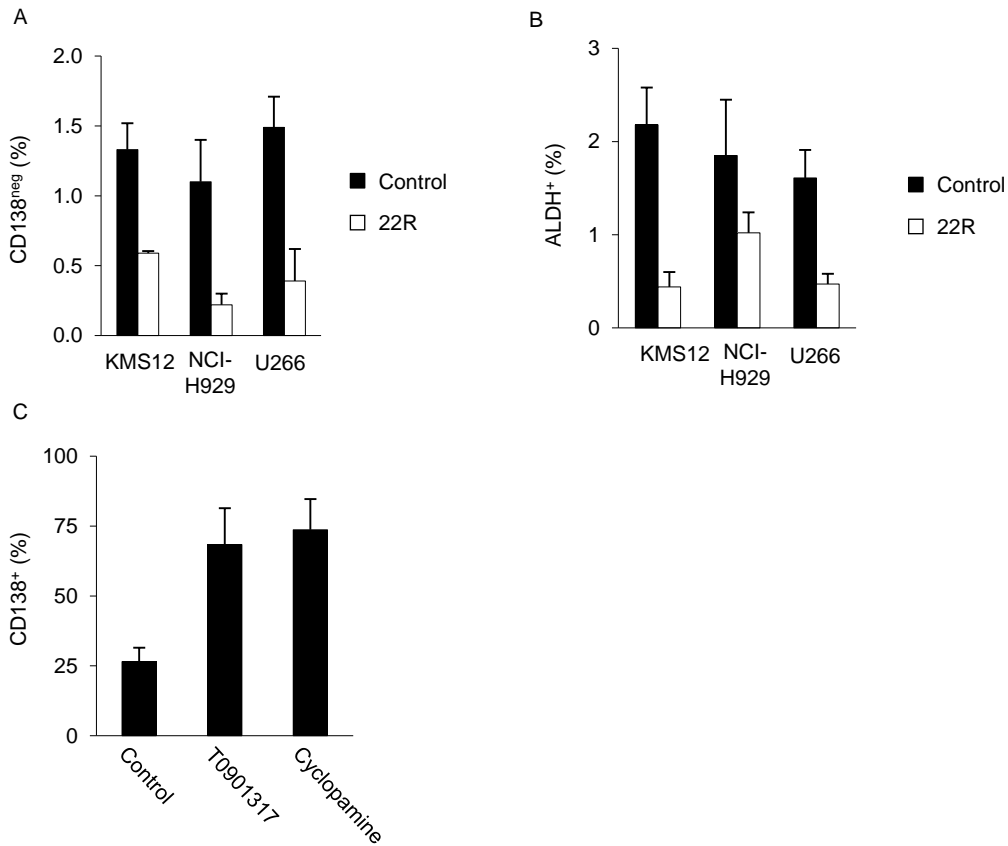 A
CD138neg (%)
2.0
1.5
1.0
0.5
0.0
KMS12
NCI-
H929
U266
Control
22R
B
ALDH+ (%)
3
2
1
0
KMS12
NCI-
H929
U266
Control
22R
C
CD138+ (%)
100
75
50
25
0
Control
T0901317
Cyclopamine